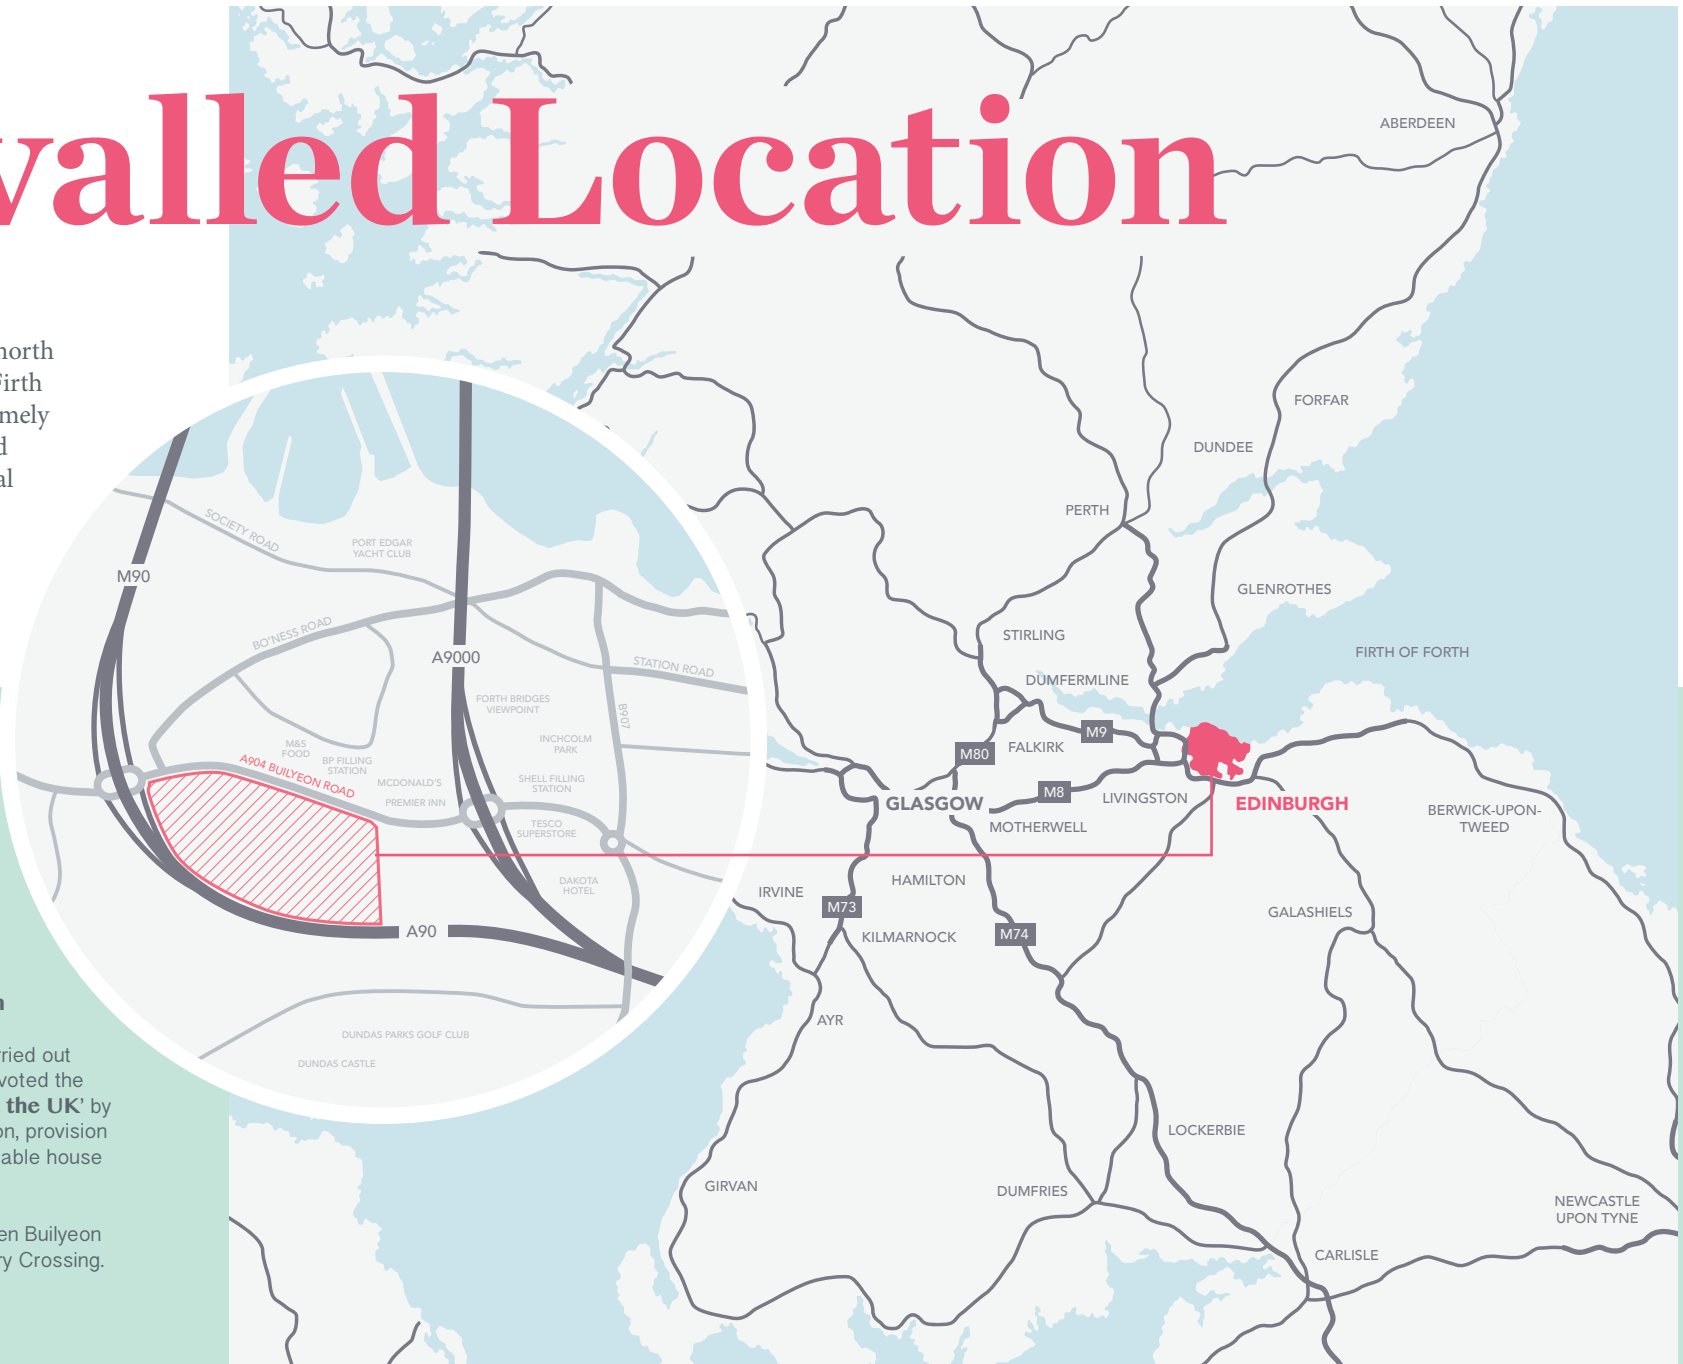 valled Location
north
Firth
mely
d
al
n
ried out
voted the
the UK’ by
on, provision
able house
en Builyeon
ry Crossing.
M90
SOCIETY ROAD
PORT EDGAR
YACHT CLUB
BO'NESS ROAD
A9000
STATION ROAD
FORTH BRIDGES
VIEWPOINT
B907
INCHCOLM
PARK
M&S
FOOD
BP FILLING
STATION
A904 BUILYEON ROAD
MCDONALD'S
PREMIER INN
SHELL FILLING
STATION
TESCO
SUPERSTORE
DAKOTA
HOTEL
A90
DUNDAS PARKS GOLF CLUB
DUNDAS CASTLE
ABERDEEN
FORFAR
DUNDEE
PERTH
GLENROTHES
STIRLING
FIRTH OF FORTH
DUMFERMLINE
M9
M80
FALKIRK
M8
LIVINGSTON
GLASGOW
EDINBURGH
MOTHERWELL
BERWICK-UPON-
TWEED
HAMILTON
IRVINE
M73
KILMARNOCK
M74
GALASHIELS
AYR
LOCKERBIE
GIRVAN
DUMFRIES
NEWCASTLE
UPON TYNE
CARLISLE